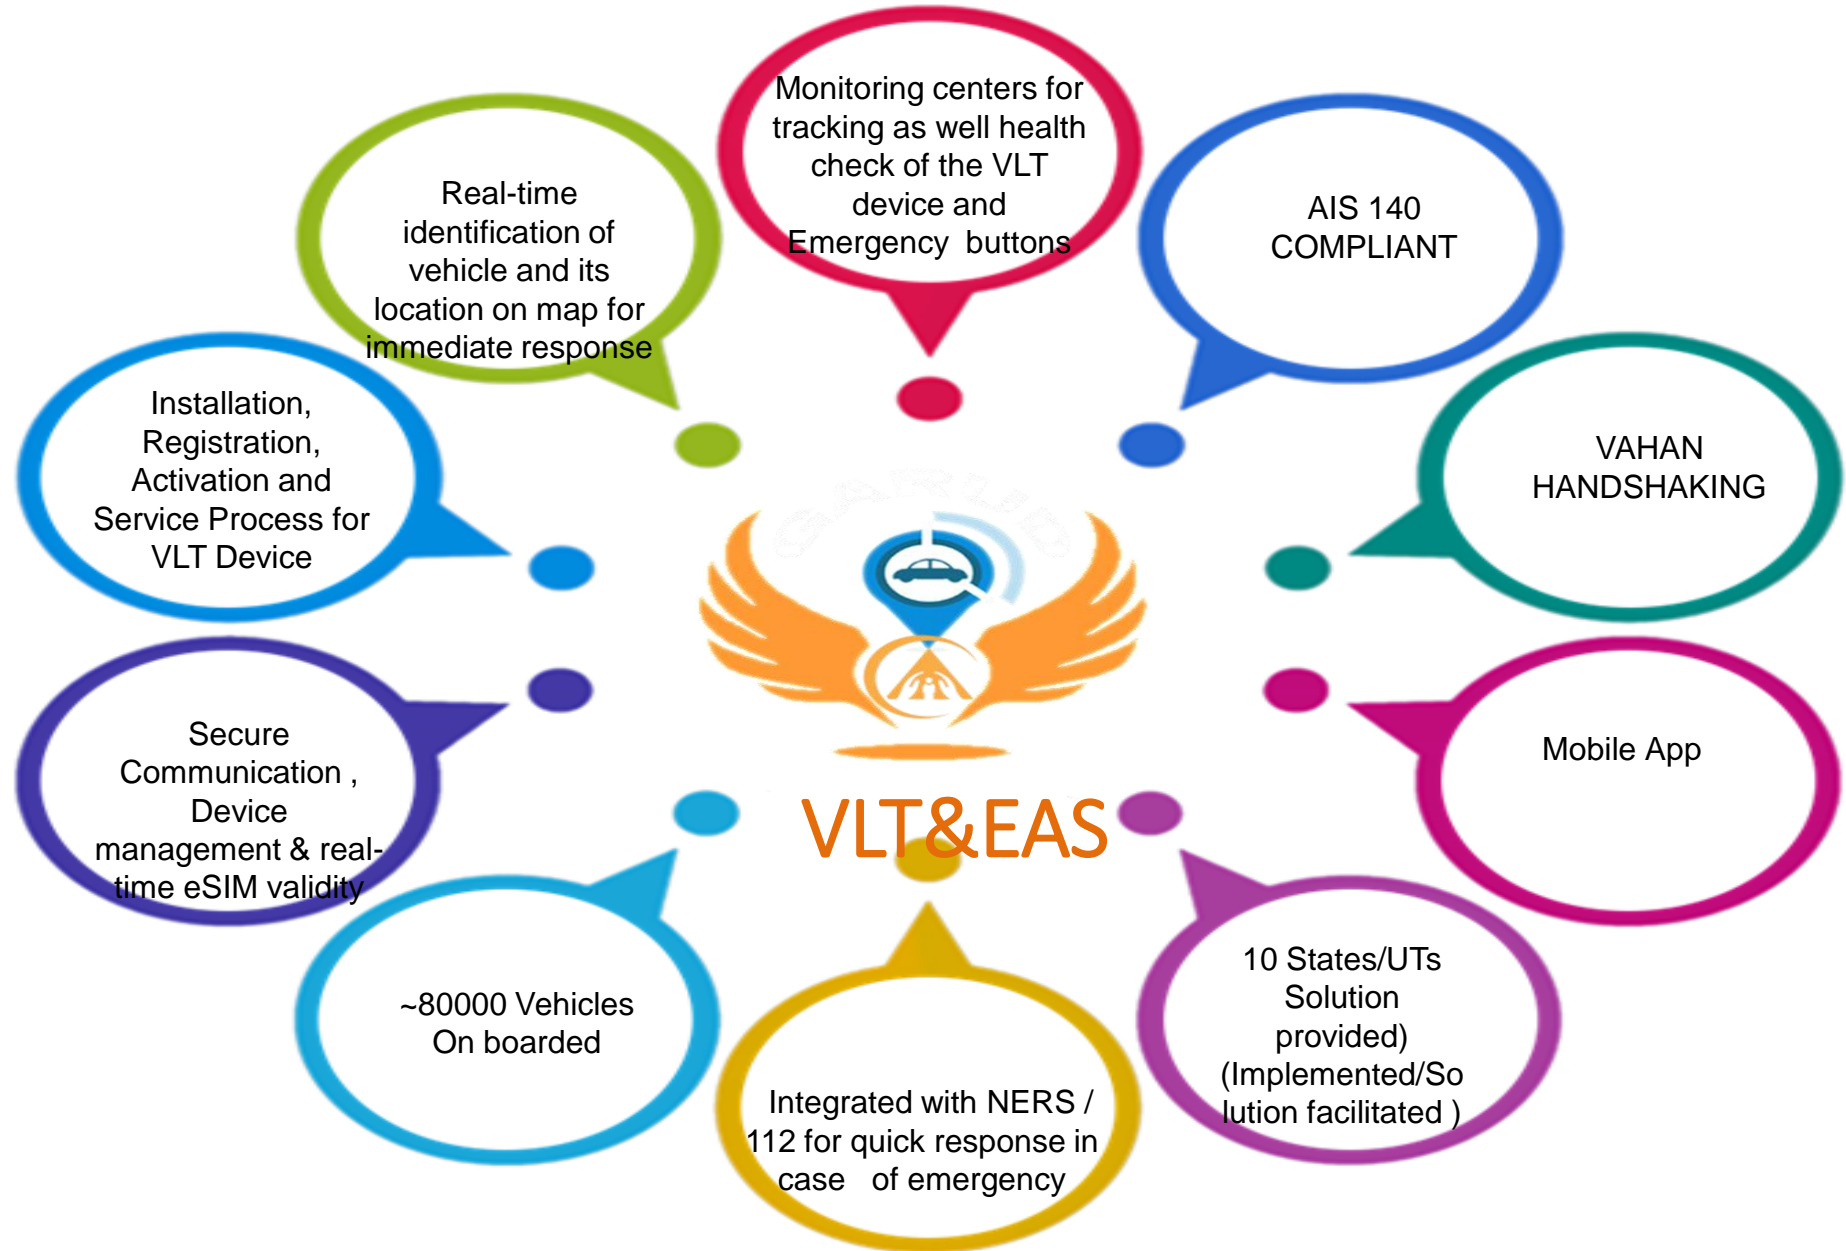 Monitoring centers for
tracking as well health
check of the VLT
device and
Emergency buttons
AIS 140
COMPLIANT
VAHAN
HANDSHAKING
Mobile App
10 States/UTs
Solution
provided)
(Implemented/So
lution facilitated )
Integrated with NERS /
112 for quick response in
case of emergency
~80000 Vehicles
On boarded
Secure
Communication ,
Device
management & real-
time eSIM validity
Installation,
Registration,
Activation and
Service Process for
VLT Device
Real-time
identification of
vehicle and its
location on map for
immediate response
GARUD
VLT&EAS